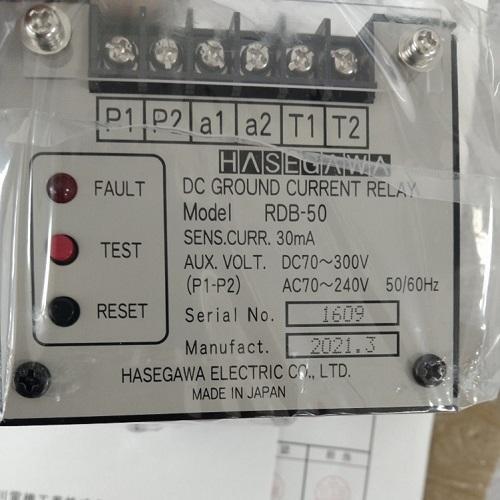 P1 P2 a1 a2 T1 T2
HASEGAWA
DC GROUND CURRENT RELAY
FAULT
Model RDB-50
SENS.CURR. 30mA
TEST
AUX. VOLT. DC70～300V
(P1-P2) AC70～240V 50/60Hz
RESET
Serial No. 1609
Manufact. 2021.3
HASEGAWA ELECTRIC CO., LTD.
MADE IN JAPAN